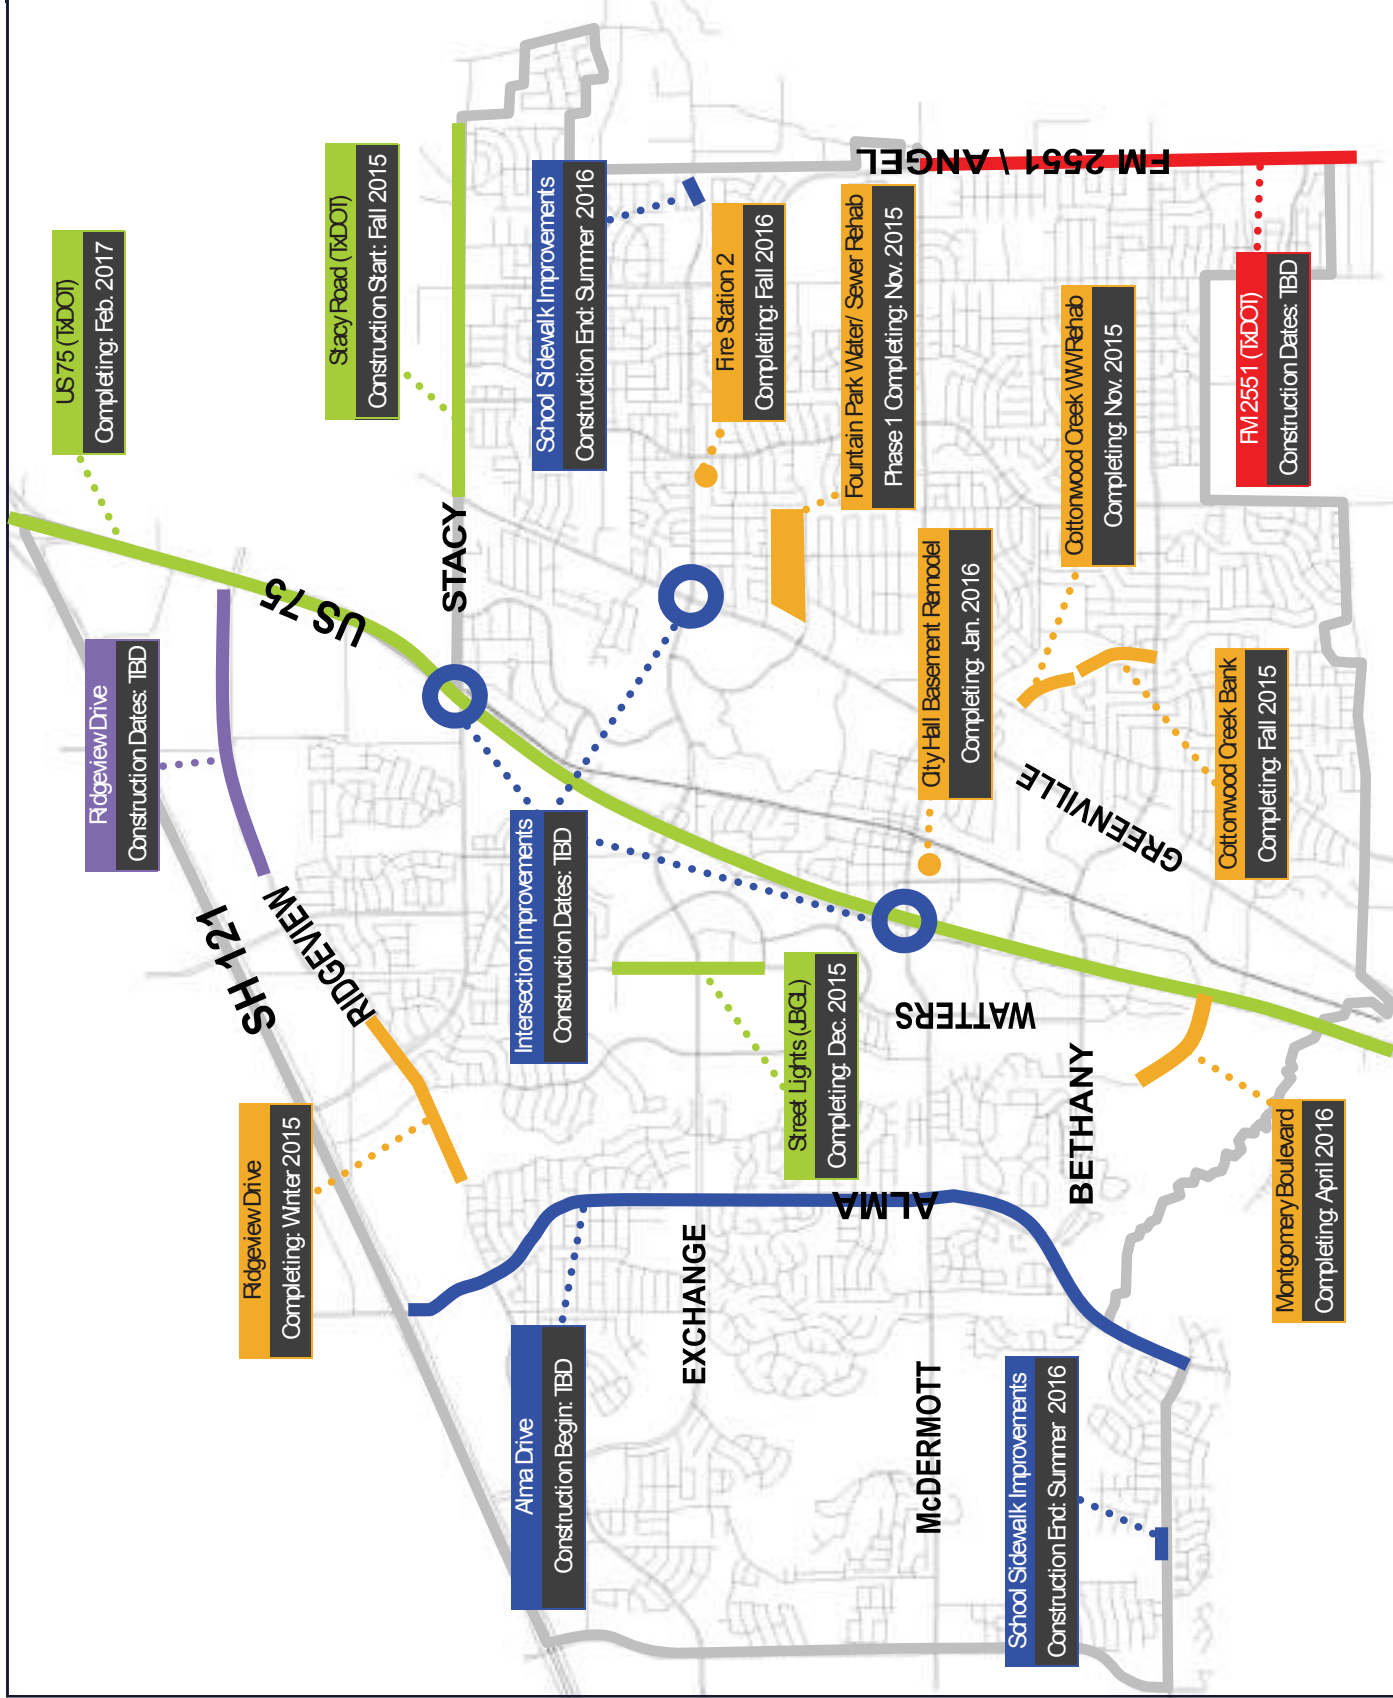 US 75 (TxDOT)
Completing: Feb. 2017
Stacy Road (TxDOT)
Construction Start: Fall 2015
School Sidewalk Improvements
Construction End: Summer 2016
Fire Station 2
Completing: Fall 2016
Fountain Park Water/ Sewer Rehab
Phase 1 Completing: Nov. 2015
FM 2551 \ ANGEL
Cottonwood Creek WW Rehab
Completing: Nov. 2015
FM 2551 (TxDOT)
Construction Dates: TBD
US 75
STACY
Ridgeview Drive
Construction Dates: TBD
City Hall Basement Remodel
Completing: Jan. 2016
Cottonwood Creek Bank
Completing: Fall 2015
GREENVILLE
SH 121
RIDGEVIEW
Intersection Improvements
Construction Dates: TBD
Street Lights (JBGL)
Completing: Dec. 2015
WATTERS
BETHANY
Ridgeview Drive
Completing: Winter 2015
Montgomery Boulevard
Completing: April 2016
ALMA
EXCHANGE
McDERMOTT
Alma Drive
Construction Begin: TBD
School Sidewalk Improvements
Construction End: Summer 2016